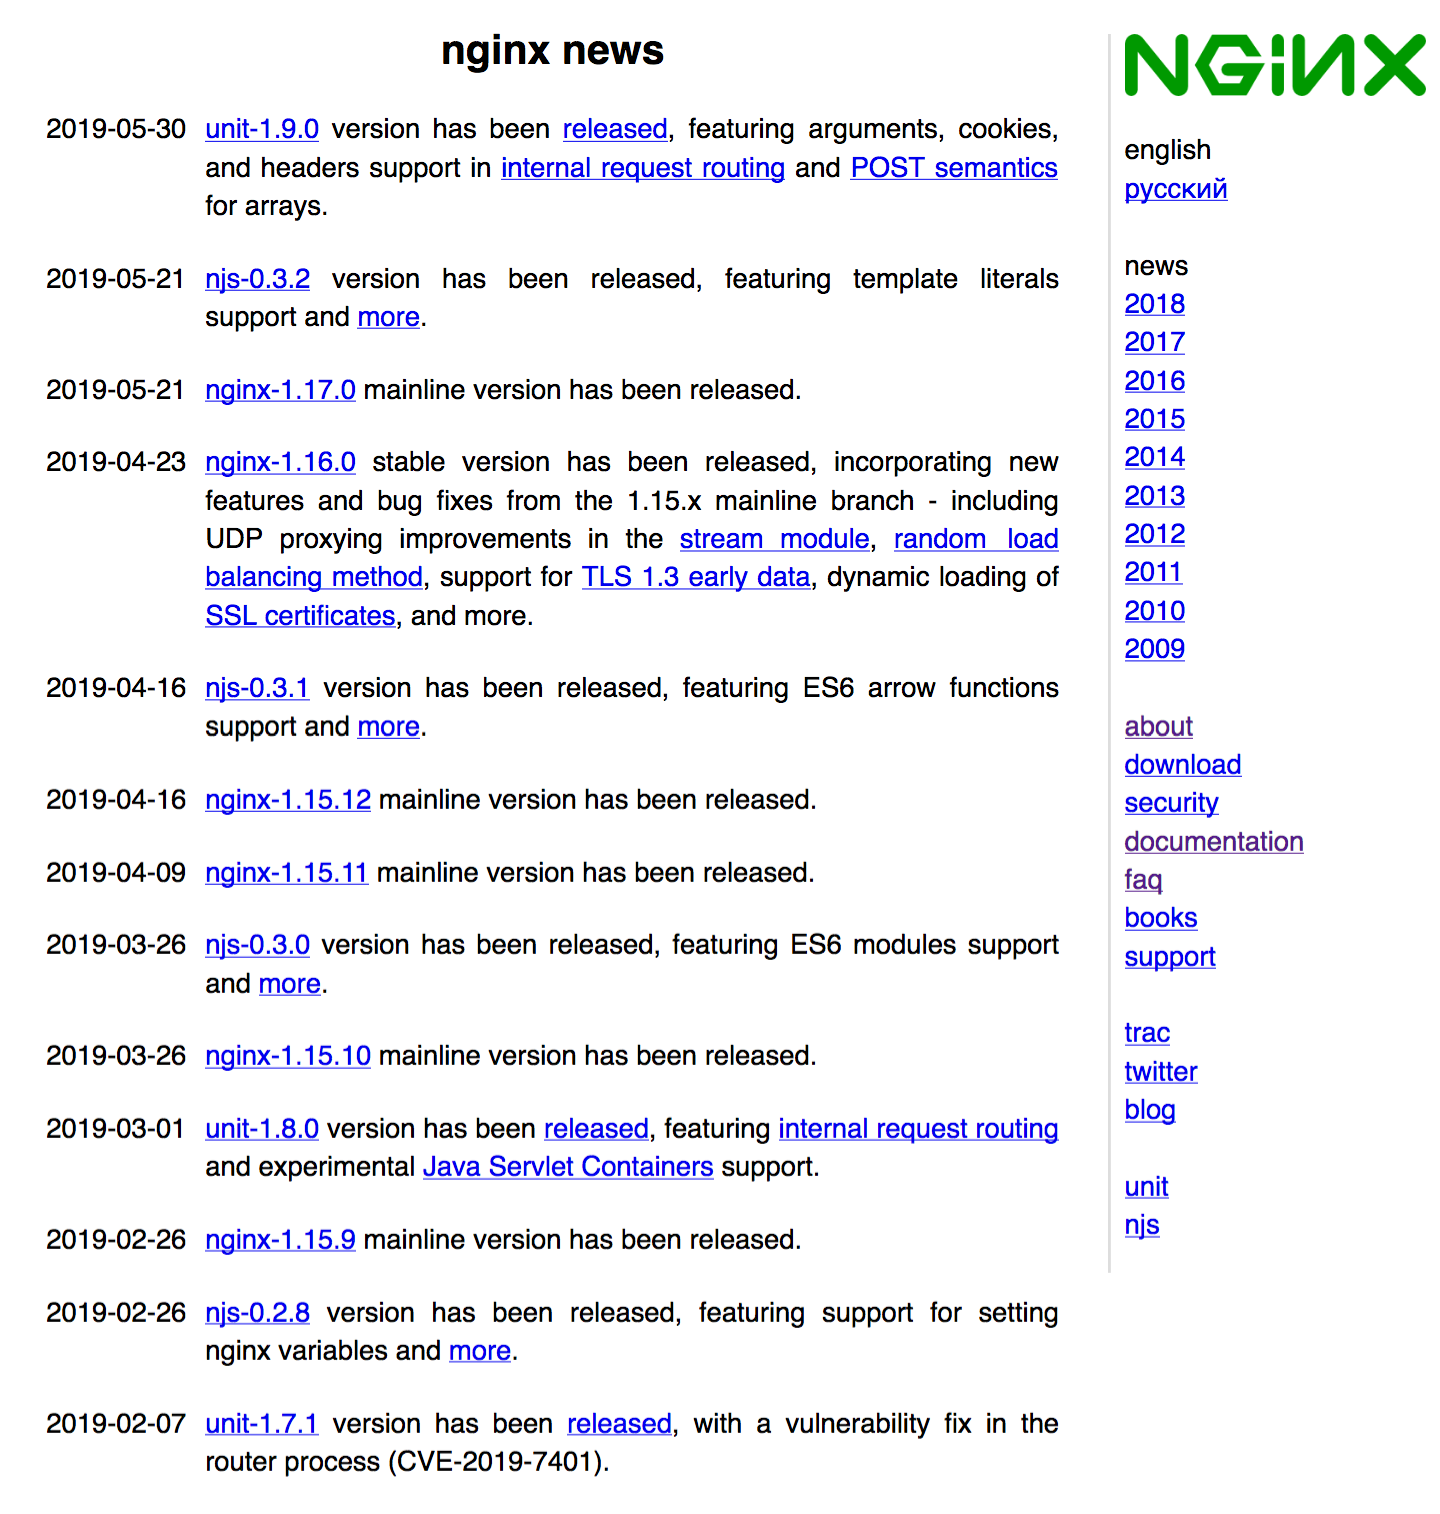 nginx news
2019-05-30 unit-1.9.0 version has been released, featuring arguments, cookies,
and headers support in internal request routing and POST semantics
for arrays.
2019-05-21 njs-0.3.2 version has been released, featuring template literals
support and more.
2019-05-21 nginx-1.17.0 mainline version has been released.
2019-04-23 nginx-1.16.0 stable version has been released, incorporating new
features and bug fixes from the 1.15.x mainline branch - including
UDP proxying improvements in the stream module, random load
balancing method, support for TLS 1.3 early data, dynamic loading of
SSL certificates, and more.
2019-04-16 njs-0.3.1 version has been released, featuring ES6 arrow functions
support and more.
2019-04-16 nginx-1.15.12 mainline version has been released.
2019-04-09 nginx-1.15.11 mainline version has been released.
2019-03-26 njs-0.3.0 version has been released, featuring ES6 modules support
and more.
2019-03-26 nginx-1.15.10 mainline version has been released.
2019-03-01 unit-1.8.0 version has been released, featuring internal request routing
and experimental Java Servlet Containers support.
2019-02-26 nginx-1.15.9 mainline version has been released.
2019-02-26 njs-0.2.8 version has been released, featuring support for setting
nginx variables and more.
2019-02-07 unit-1.7.1 version has been released, with a vulnerability fix in the
router process (CVE-2019-7401).
NGINX
english
русский
news
2018
2017
2016
2015
2014
2013
2012
2011
2010
2009
about
download
security
documentation
faq
books
support
trac
twitter
blog
unit
njs